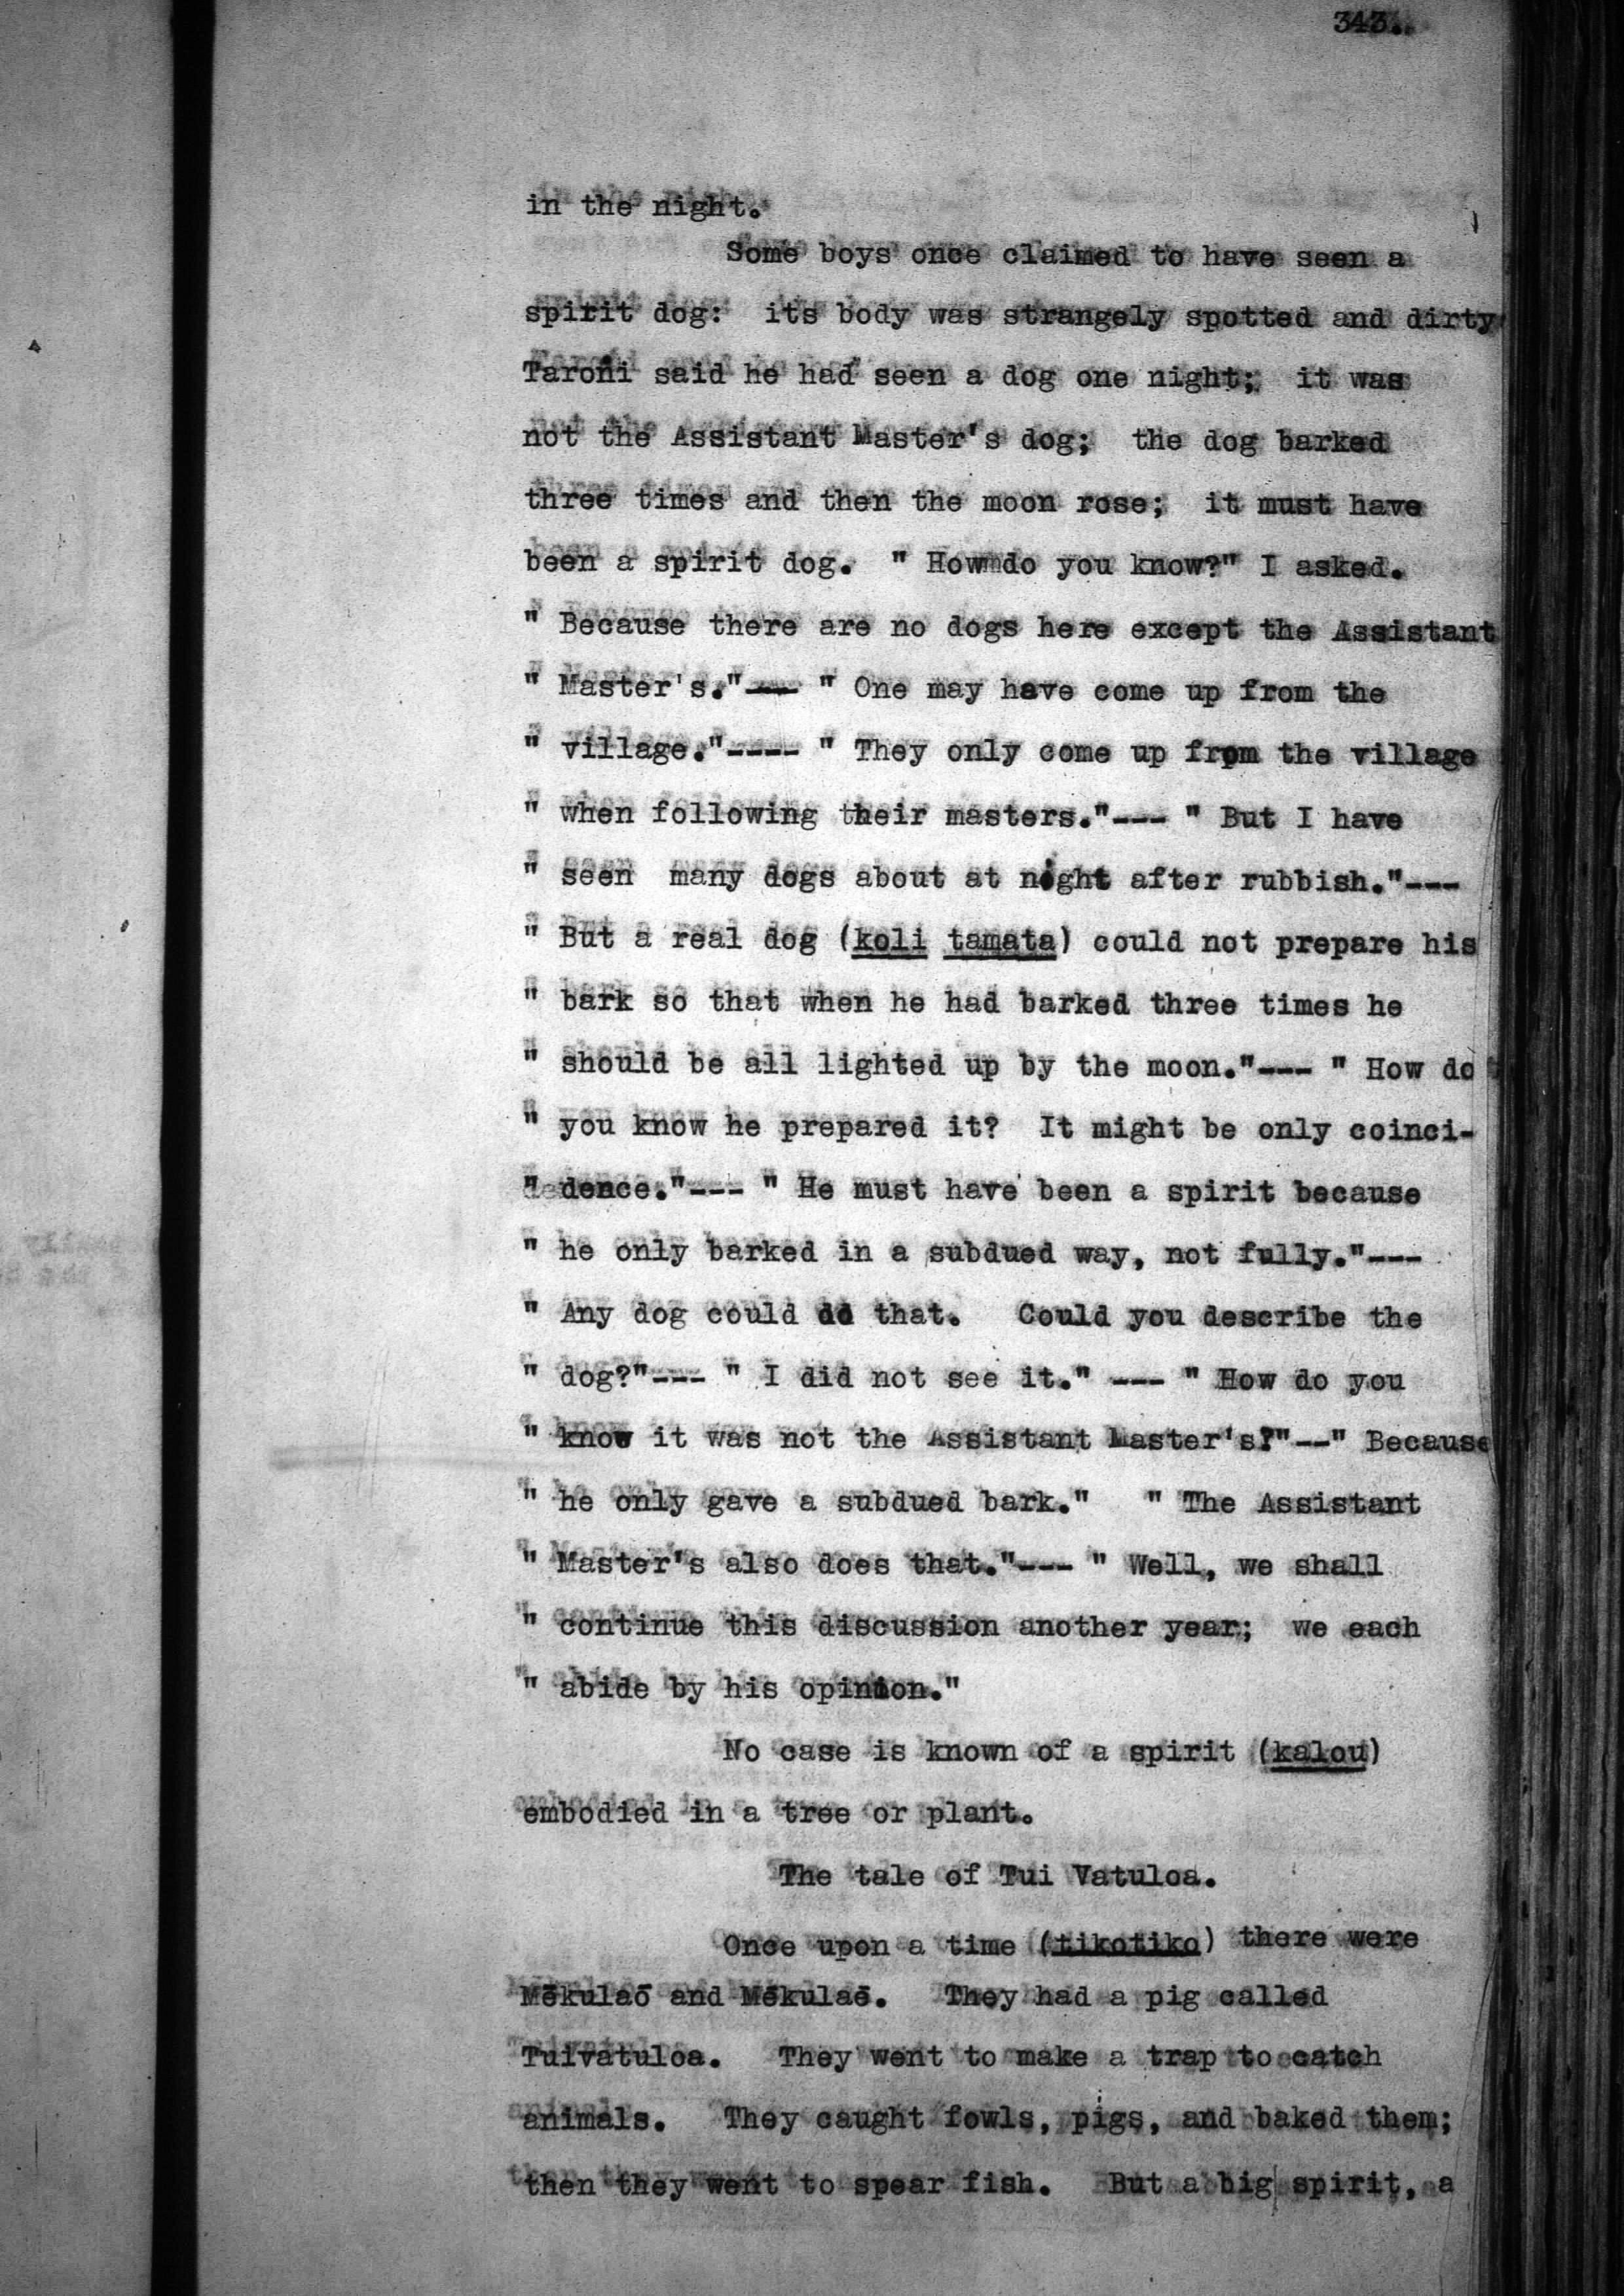 343.
in the night.
Some boys once claimed to have seen a
spirit dog: its body was strangely spotted and dirty
Taroñi said he had seen a dog one night; it was
not the Assistant Master's dog; the dog barked
three times and then the moon rose; it must have
been a spirit dog. " How do you know?" I asked.
" Because there are no dogs here except the Assistant
" Master's."--- " One may have come up from the
" village."---- " They only come up from the village
" when following their masters."--- " But I have
" seen many dogs about at night after rubbish."---
" But a real dog (koli tamata) could not prepare his
" bark so that when he had barked three times he
" should be all lighted up by the moon."--- " How do
" you know he prepared it? It might be only coinci-
" dence."--- " He must have been a spirit because
" he only barked in a subdued way, not fully."---
" Any dog could do that. Could you describe the
" dog?"--- " I did not see it." --- " How do you
" know it was not the Assistant Master's?"--" Because
" he only gave a subdued bark." " The Assistant
" Master's also does that."--- " Well, we shall
" continue this discussion another year; we each
" abide by his opinion."
No case is known of a spirit (kalou)
embodied in a tree or plant.
The tale of Tui Vatuloa.
Once upon a time (tikotiko) there were
Mēkulaō and Mēkulaē. They had a pig called
Tuivatuloa. They went to make a trap to catch
animals. They caught fowls, pigs, and baked them;
then they went to spear fish. But a big spirit, a